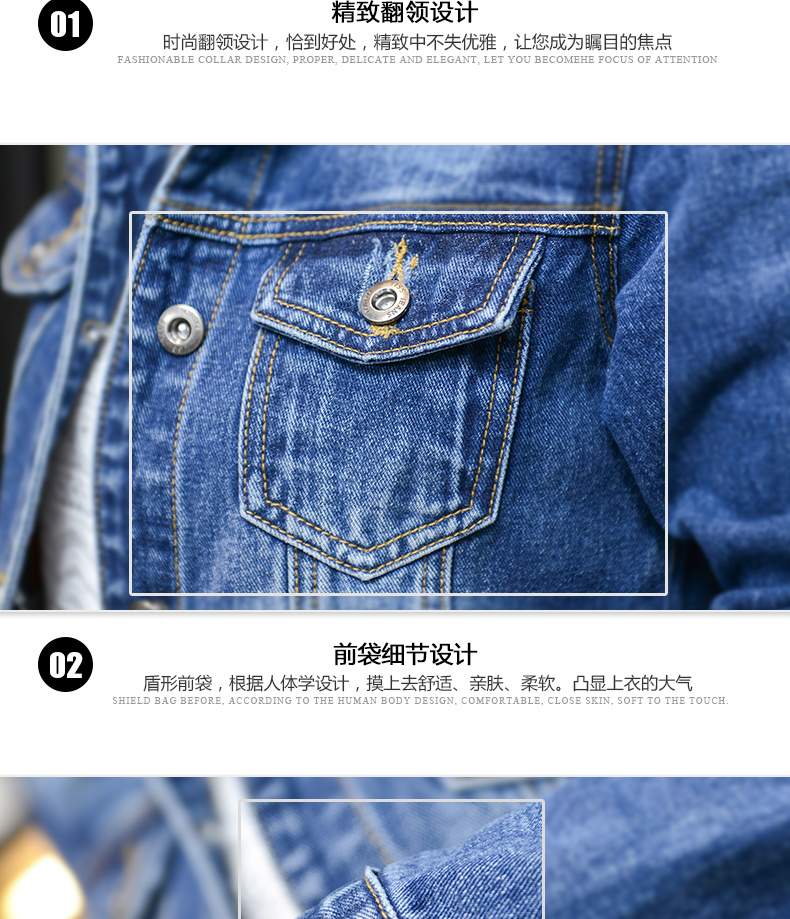 01
精致翻领设计
时尚翻领设计，恰到好处，精致中不失优雅，让您成为瞩目的焦点
FASHIONABLE COLLAR DESIGN, PROPER, DELICATE AND ELEGANT, LET YOU BECOMEHE FOCUS OF ATTENTION
02
前袋细节设计
盾形前袋，根据人体学设计，摸上去舒适、亲肤、柔软。凸显上衣的大气
SHIELD BAG BEFORE, ACCORDING TO THE HUMAN BODY DESIGN, COMFORTABLE, CLOSE SKIN, SOFT TO THE TOUCH.